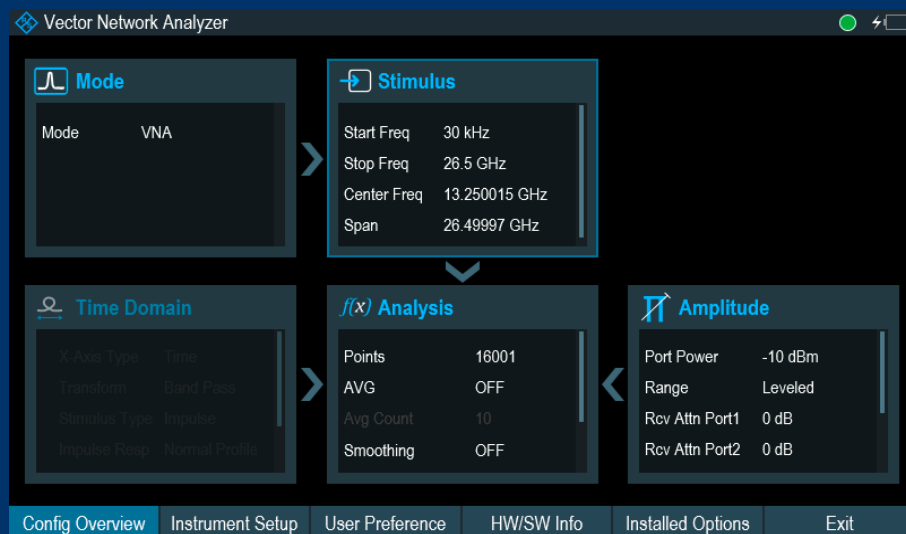 Vector Network Analyzer
Mode
Mode VNA
Stimulus
Start Freq 30 kHz
Stop Freq 26.5 GHz
Center Freq 13.250015 GHz
Span 26.49997 GHz
Time Domain
X-Axis Type Time
Transform Band Pass
Stimulus Type Impulse
Impulse Resp Normal Profile
f(x) Analysis
Points 16001
AVG OFF
Avg Count 10
Smoothing OFF
Amplitude
Port Power -10 dBm
Range Leveled
Rcv Attn Port1 0 dB
Rcv Attn Port2 0 dB
Config Overview Instrument Setup User Preference HW/SW Info Installed Options Exit